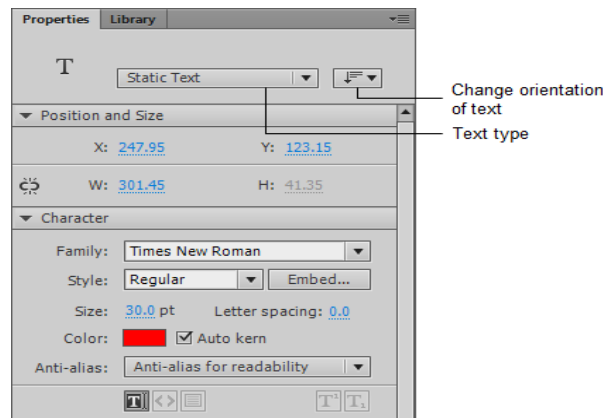 Properties Library
T
Static Text
Change orientation
of text
Position and Size
Text type
X: 247.95 Y: 123.15
W: 301.45 H: 41.35
Character
Family: Times New Roman
Style: Regular Embed...
Size: 30.0 pt Letter spacing: 0.0
Color: Auto kern
Anti-alias: Anti-alias for readability
T <> T¹ T₁